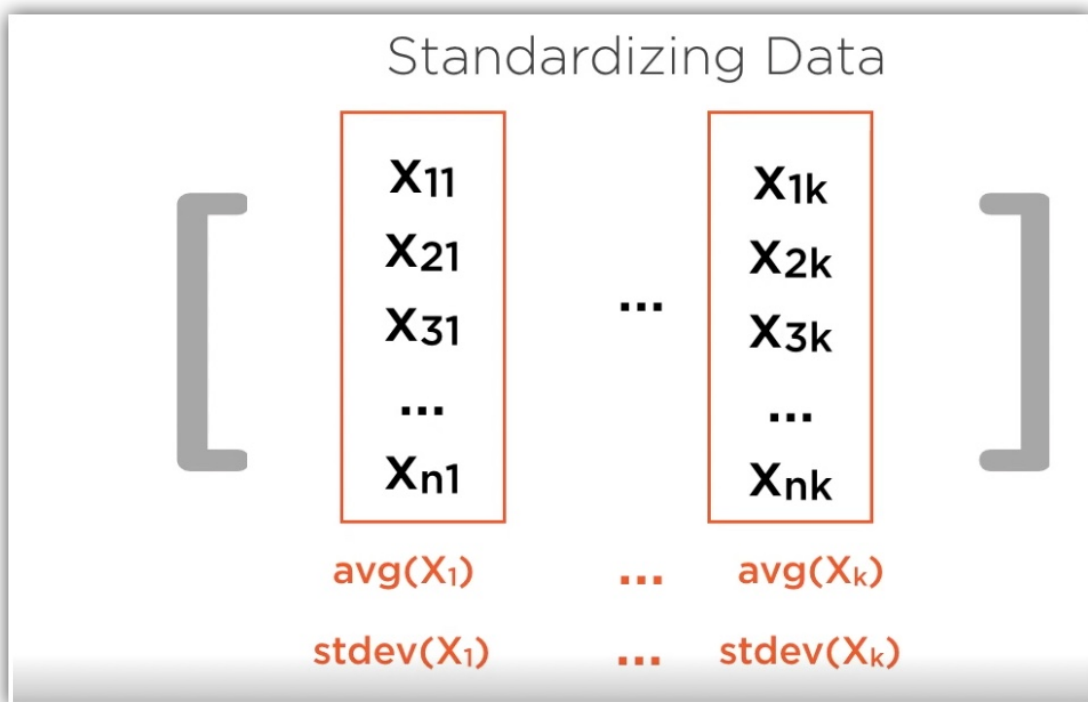 Standardizing Data
X11 X1k
X21 X2k
... 
X31 X3k
... ...
Xn1 Xnk
avg(X1) ... avg(Xk)
stdev(X1) ... stdev(Xk)